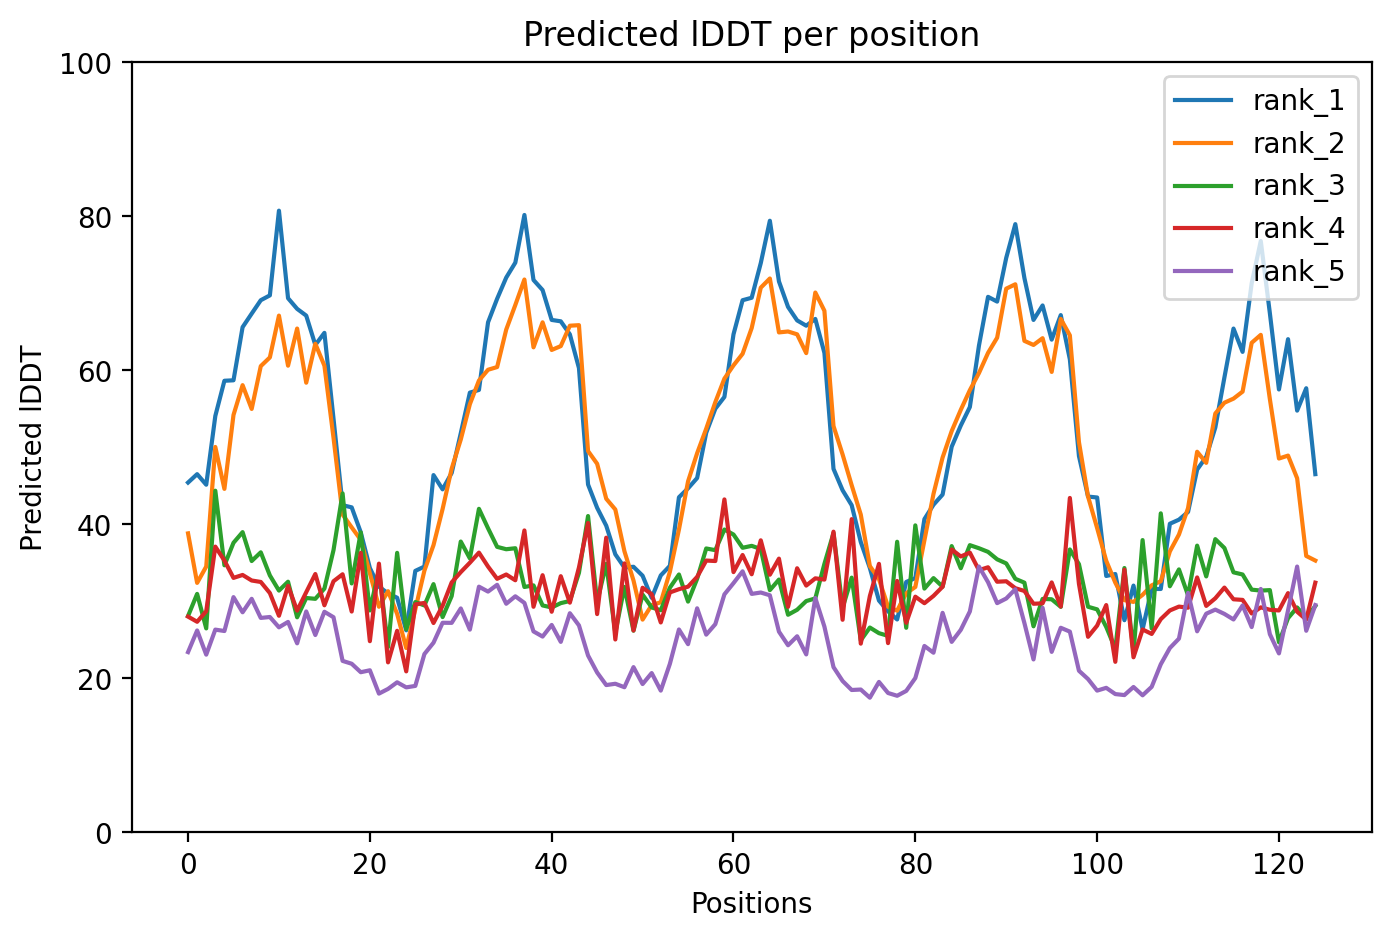 Predicted lDDT per position
100
80
60
40
20
0
Predicted lDDT
rank_1
rank_2
rank_3
rank_4
rank_5
0 20 40 60 80 100 120
Positions